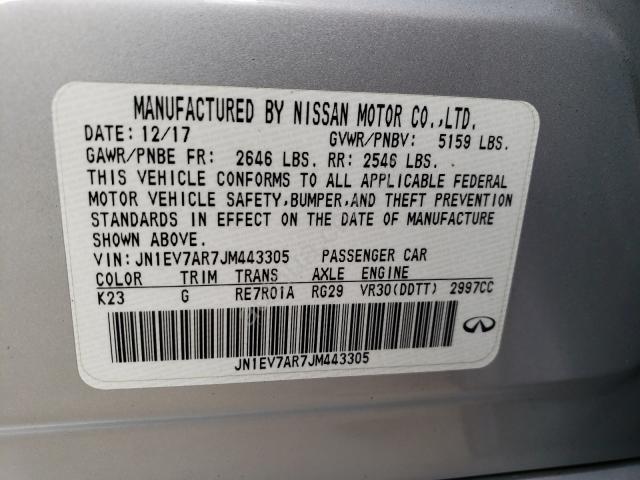 MANUFACTURED BY NISSAN MOTOR CO.,LTD.
DATE: 12/17 GVWR/PNBV: 5159 LBS.
GAWR/PNBE FR: 2646 LBS. RR: 2546 LBS.
THIS VEHICLE CONFORMS TO ALL APPLICABLE FEDERAL
MOTOR VEHICLE SAFETY,BUMPER,AND THEFT PREVENTION
STANDARDS IN EFFECT ON THE DATE OF MANUFACTURE
SHOWN ABOVE.
VIN: JN1EV7AR7JM443305 PASSENGER CAR
COLOR TRIM TRANS AXLE ENGINE
K23 G RE7R01A RG29 VR30(DDTT) 2997CC
JN1EV7AR7JM443305